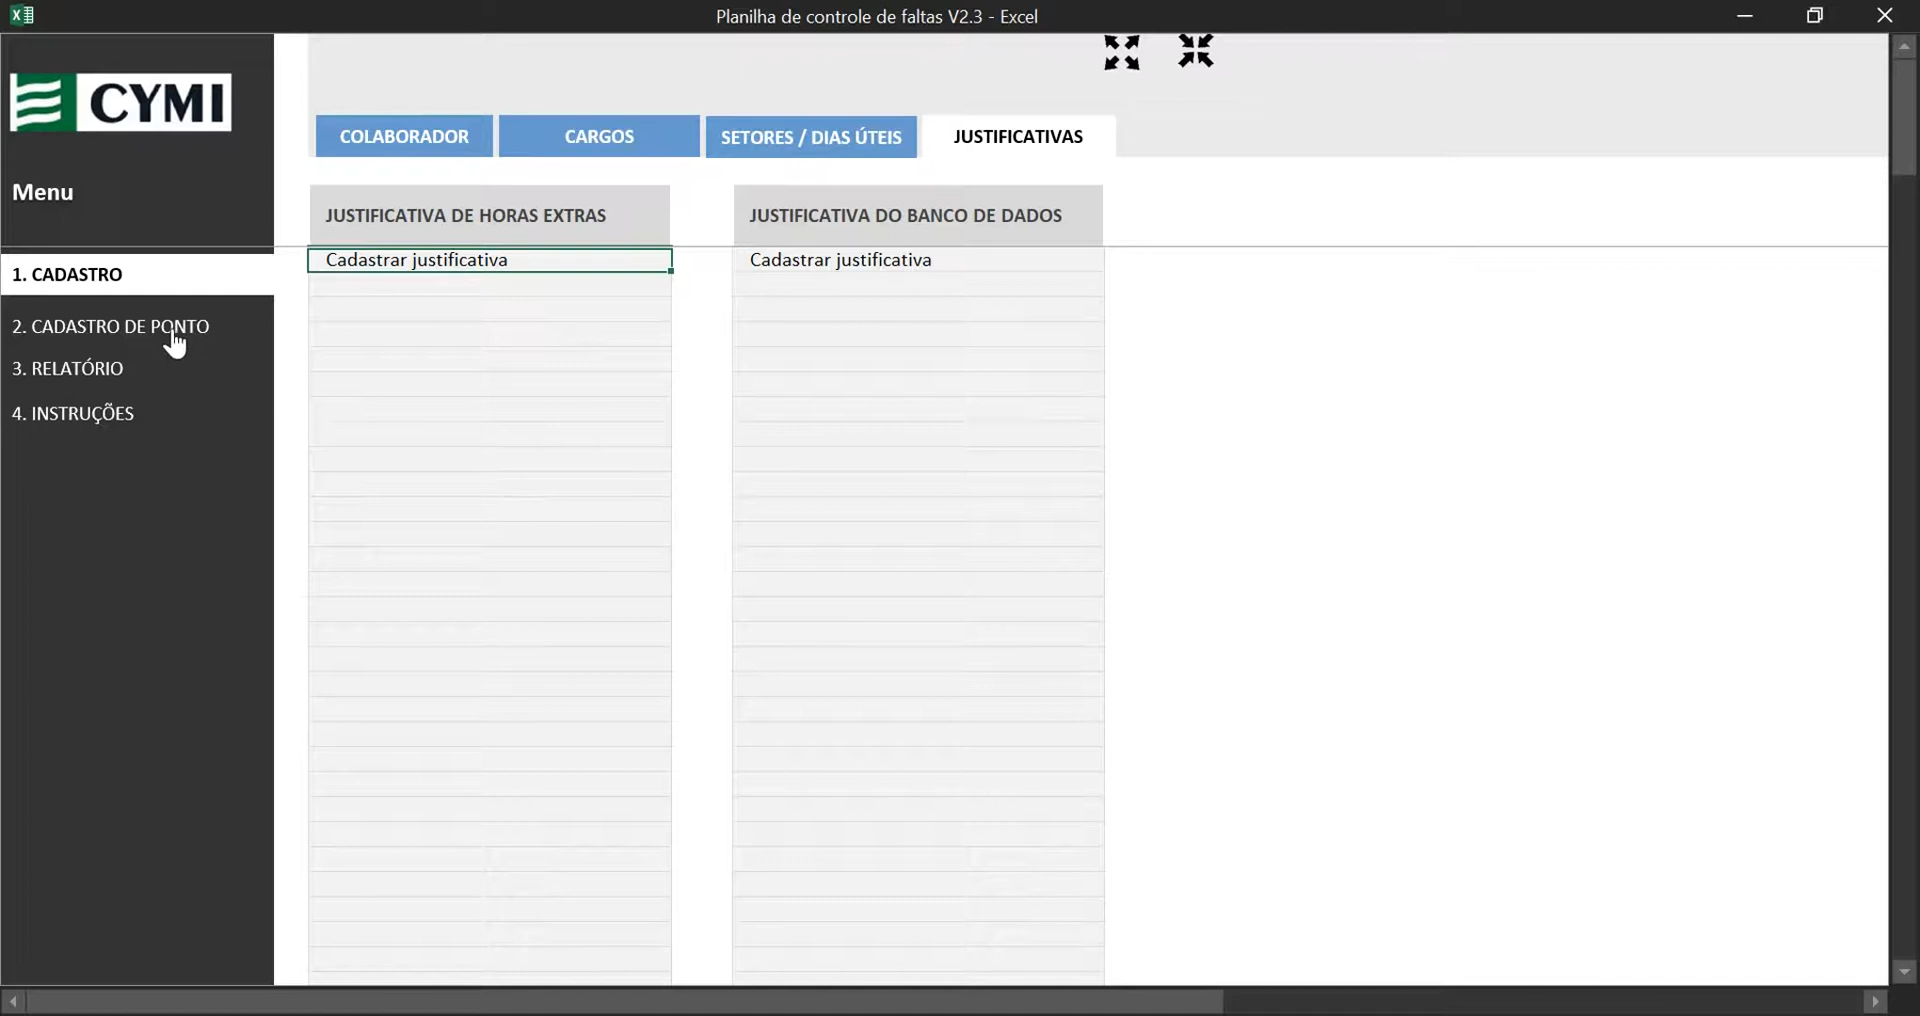 Planilha de controle de faltas V2.3 - Excel
CYMI
Menu
1. CADASTRO
2. CADASTRO DE PONTO
3. RELATÓRIO
4. INSTRUÇÕES
COLABORADOR
CARGOS
SETORES / DIAS ÚTEIS
JUSTIFICATIVAS
JUSTIFICATIVA DE HORAS EXTRAS
JUSTIFICATIVA DO BANCO DE DADOS
Cadastrar justificativa
Cadastrar justificativa